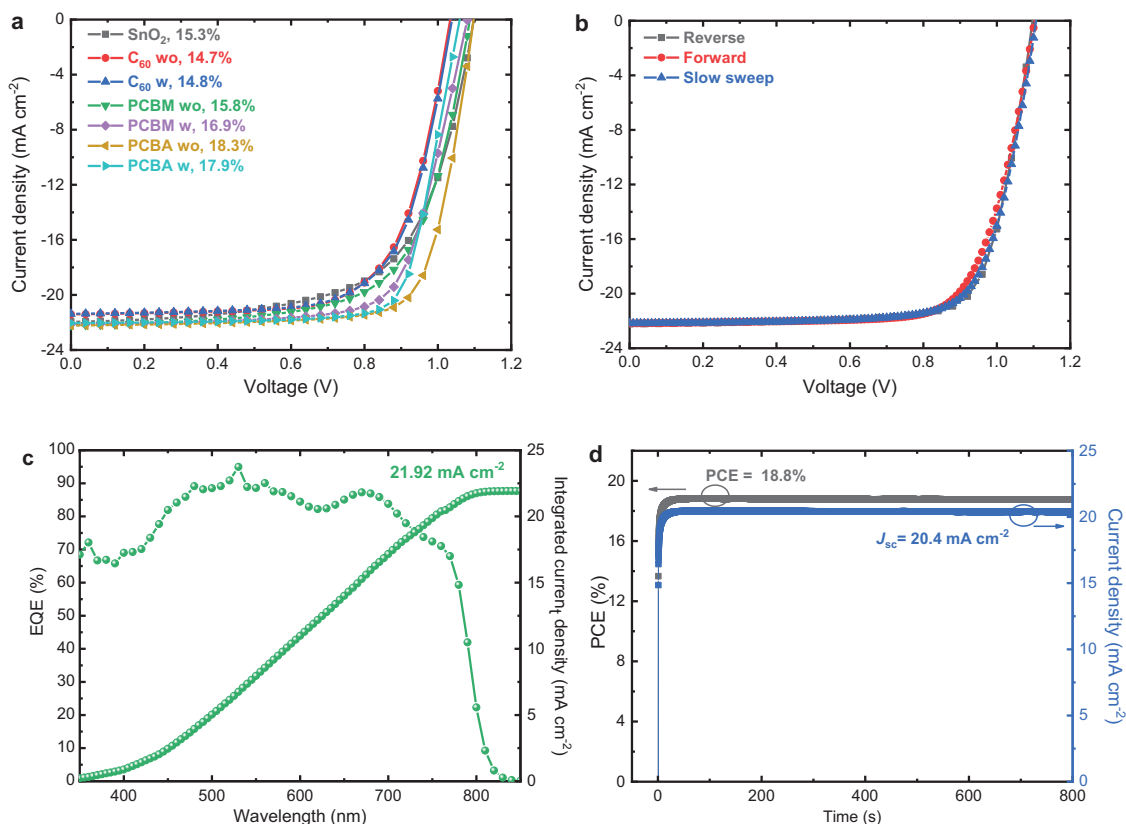 a
SnO₂, 15.3%
C₆₀ wo, 14.7%
C₆₀ w, 14.8%
PCBM wo, 15.8%
PCBM w, 16.9%
PCBA wo, 18.3%
PCBA w, 17.9%
0
-4
-8
-12
-16
-20
-24
Current density (mA cm⁻²)
0.0 0.2 0.4 0.6 0.8 1.0 1.2
Voltage (V)
b
Reverse
Forward
Slow sweep
0
-4
-8
-12
-16
-20
-24
Current density (mA cm⁻²)
0.0 0.2 0.4 0.6 0.8 1.0 1.2
Voltage (V)
c
21.92 mA cm⁻²
100
90
80
70
60
50
40
30
20
10
0
EQE (%)
25
20
15
10
5
0
Integrated current density (mA cm⁻²)
400 500 600 700 800
Wavelength (nm)
d
PCE = 18.8%
Jsc= 20.4 mA cm⁻²
21
18
15
12
9
6
3
0
PCE (%)
25
20
15
10
5
0
Current density (mA cm⁻²)
0 200 400 600 800
Time (s)